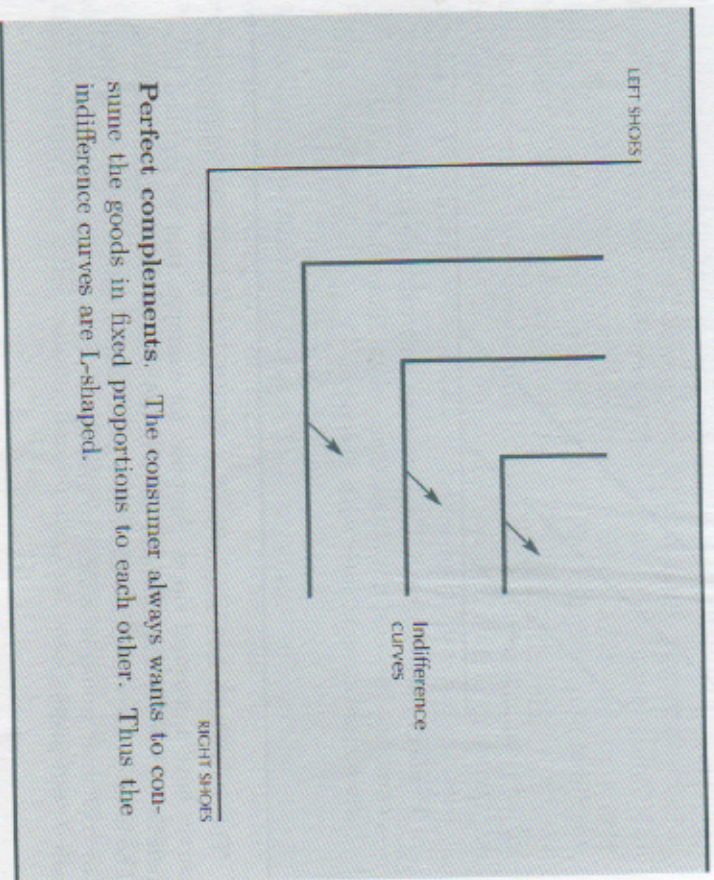 LEFT SHOES
Indifference
curves
RIGHT SHOES
Perfect complements. The consumer always wants to con-
sume the goods in fixed proportions to each other. Thus the
indifference curves are L-shaped.